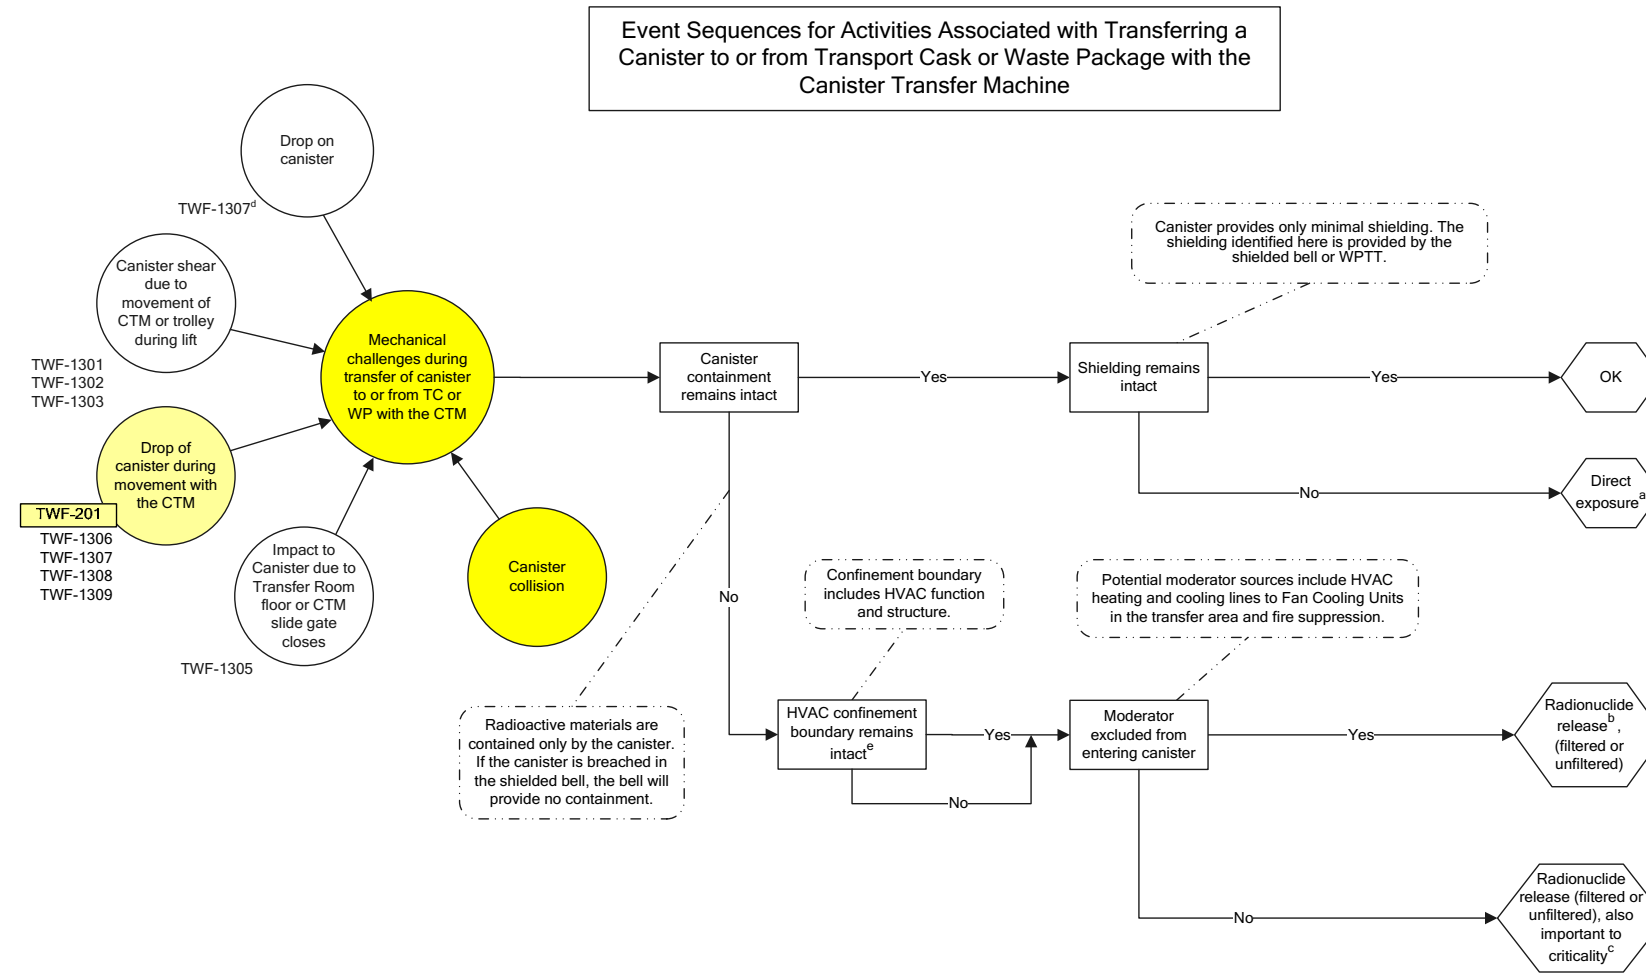 Event Sequences for Activities Associated with Transferring a
Canister to or from Transport Cask or Waste Package with the
Canister Transfer Machine
Drop on
canister
TWF-1307d
Canister shear
due to
movement of
CTM or trolley
during lift
TWF-1301
TWF-1302
TWF-1303
Drop of
canister during
movement with
the CTM
TWF-201
TWF-1306
TWF-1307
TWF-1308
TWF-1309
Impact to
Canister due to
Transfer Room
floor or CTM
slide gate
closes
TWF-1305
Canister
collision
Mechanical
challenges during
transfer of canister
to or from TC or
WP with the CTM
Canister
containment
remains intact
Yes
No
Radioactive materials are
contained only by the canister.
If the canister is breached in
the shielded bell, the bell will
provide no containment.
Canister provides only minimal shielding. The
shielding identified here is provided by the
shielded bell or WPTT.
Shielding remains
intact
Yes
OK
No
Direct
exposurea
Confinement boundary
includes HVAC function
and structure.
HVAC confinement
boundary remains
intacte
Yes
No
Potential moderator sources include HVAC
heating and cooling lines to Fan Cooling Units
in the transfer area and fire suppression.
Moderator
excluded from
entering canister
Yes
Radionuclide
releaseb,
(filtered or
unfiltered)
No
Radionuclide
release (filtered or
unfiltered), also
important to
criticalityc